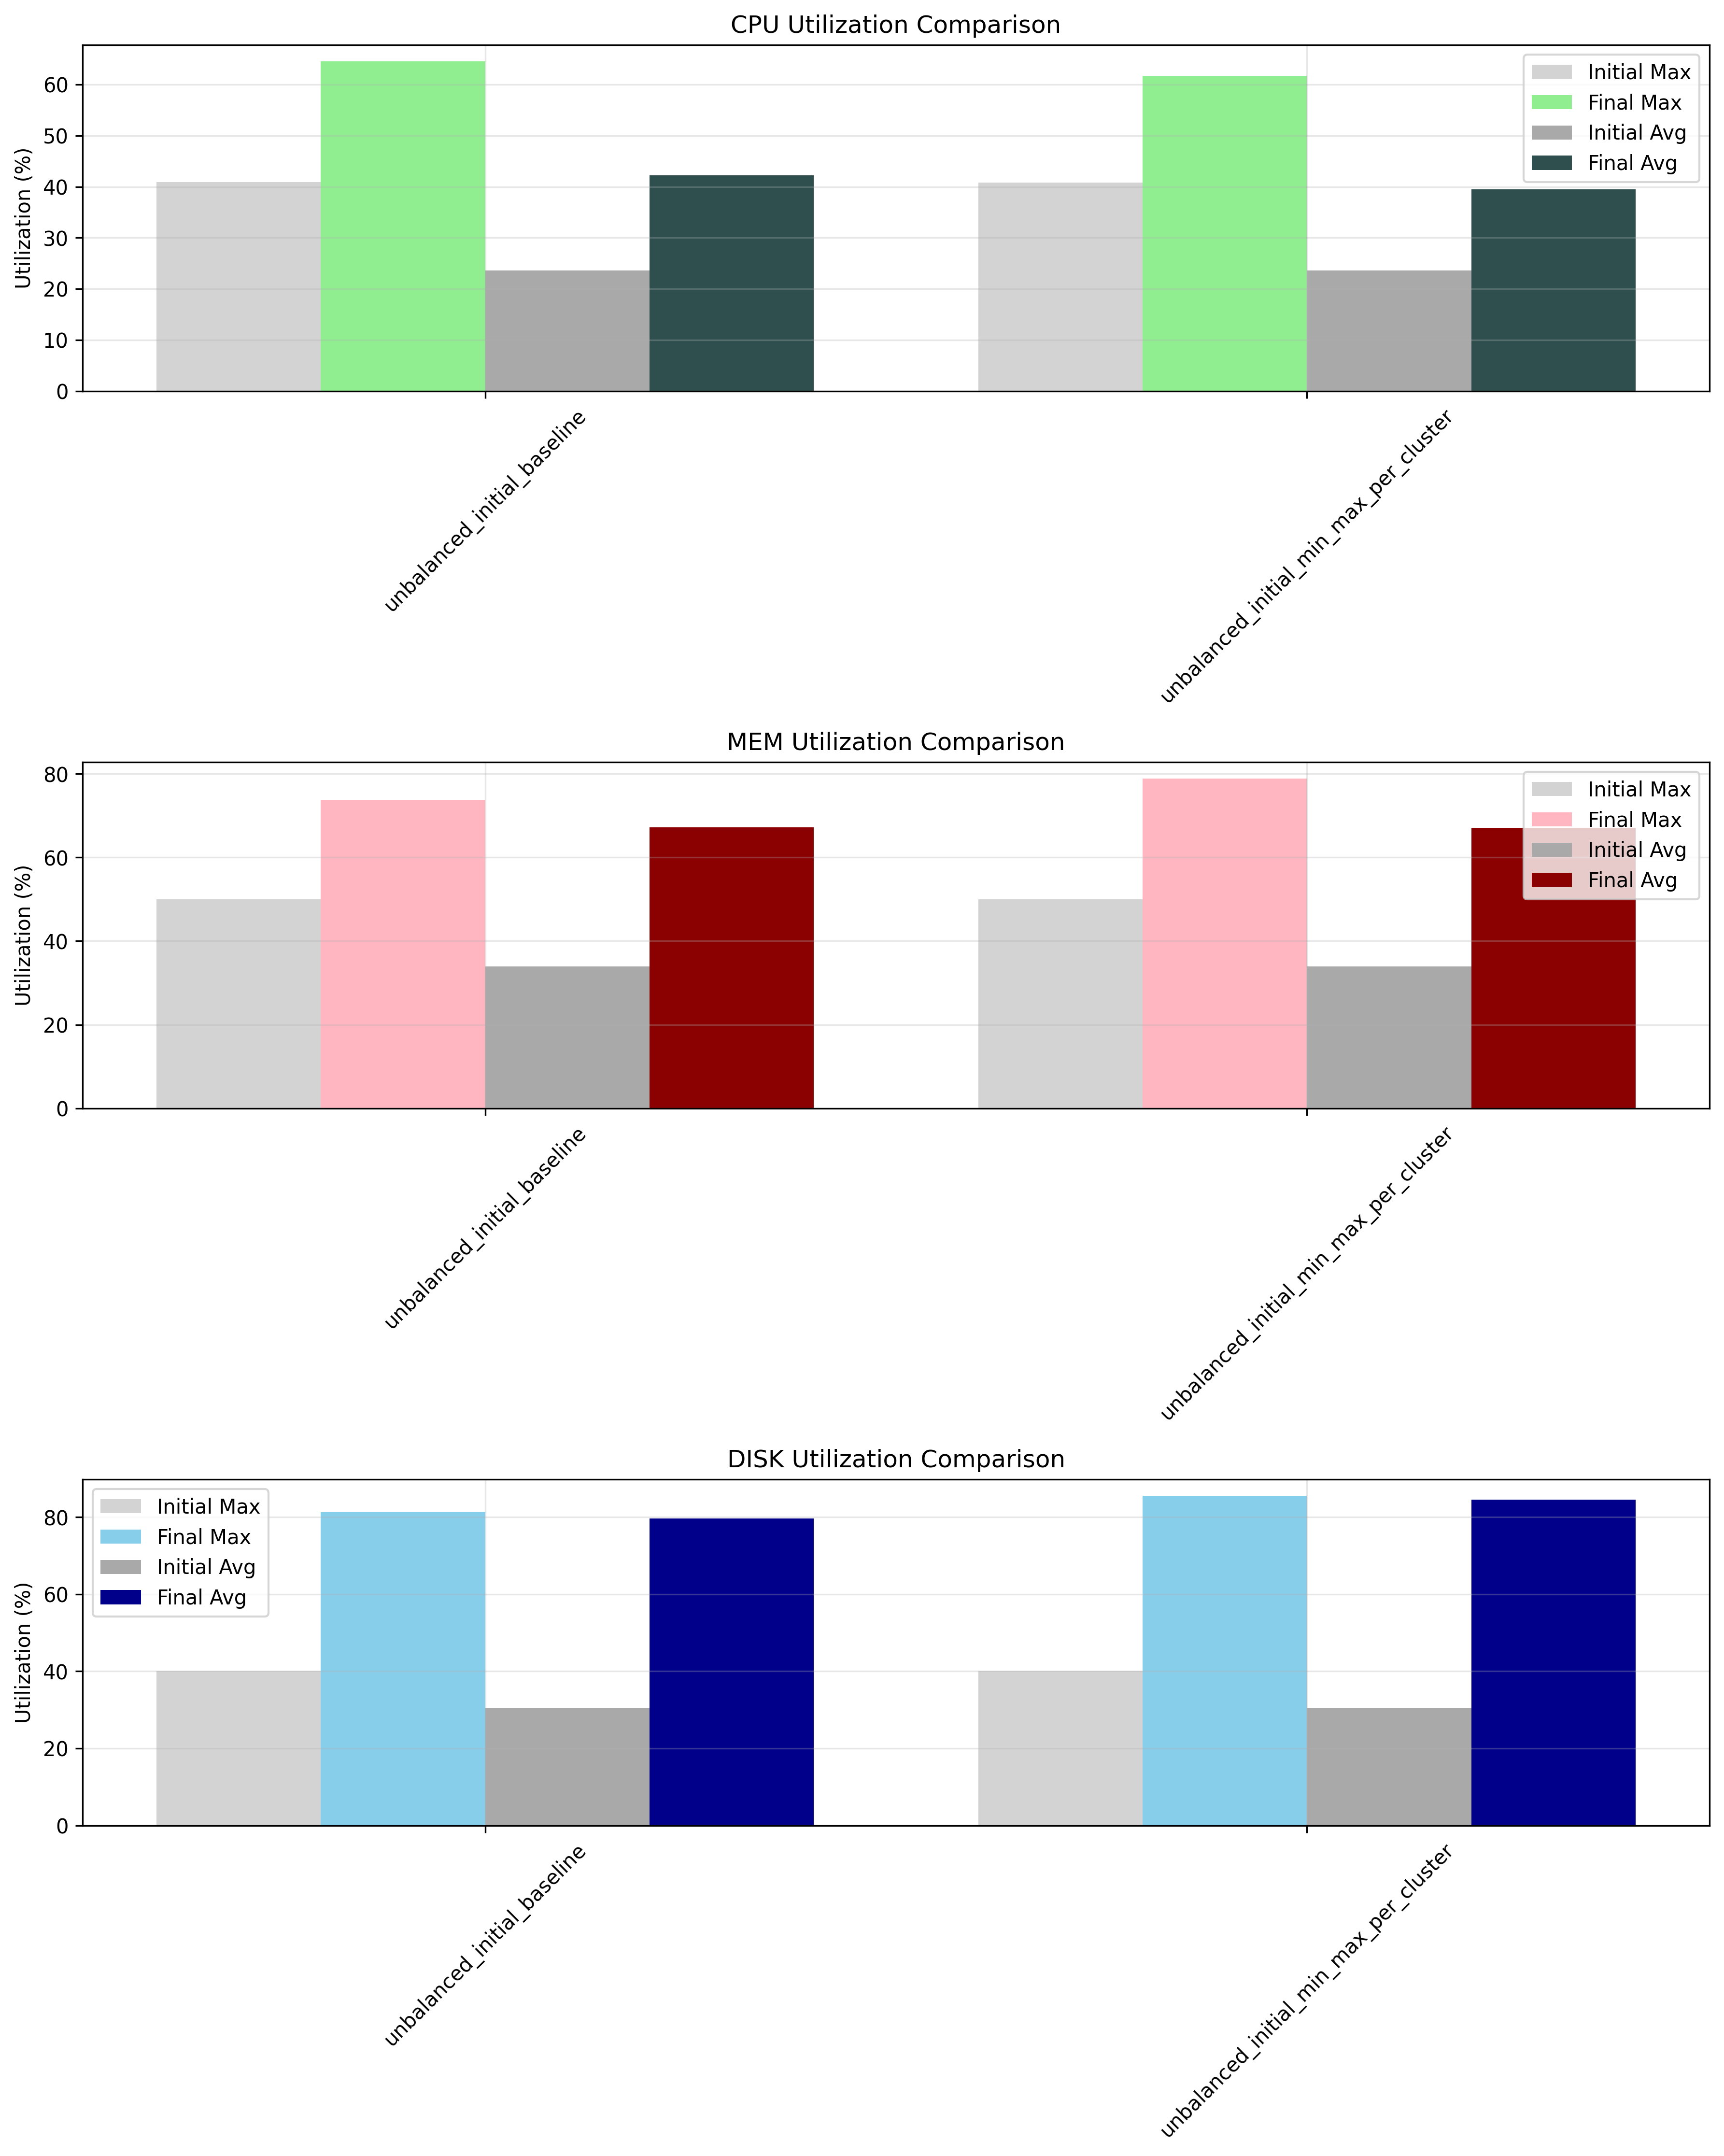 CPU Utilization Comparison
Utilization (%)
60
50
40
30
20
10
0
Initial Max
Final Max
Initial Avg
Final Avg
unbalanced_initial_baseline
unbalanced_initial_min_max_per_cluster
MEM Utilization Comparison
Utilization (%)
80
60
40
20
0
Initial Max
Final Max
Initial Avg
Final Avg
unbalanced_initial_baseline
unbalanced_initial_min_max_per_cluster
DISK Utilization Comparison
Utilization (%)
80
60
40
20
0
Initial Max
Final Max
Initial Avg
Final Avg
unbalanced_initial_baseline
unbalanced_initial_min_max_per_cluster